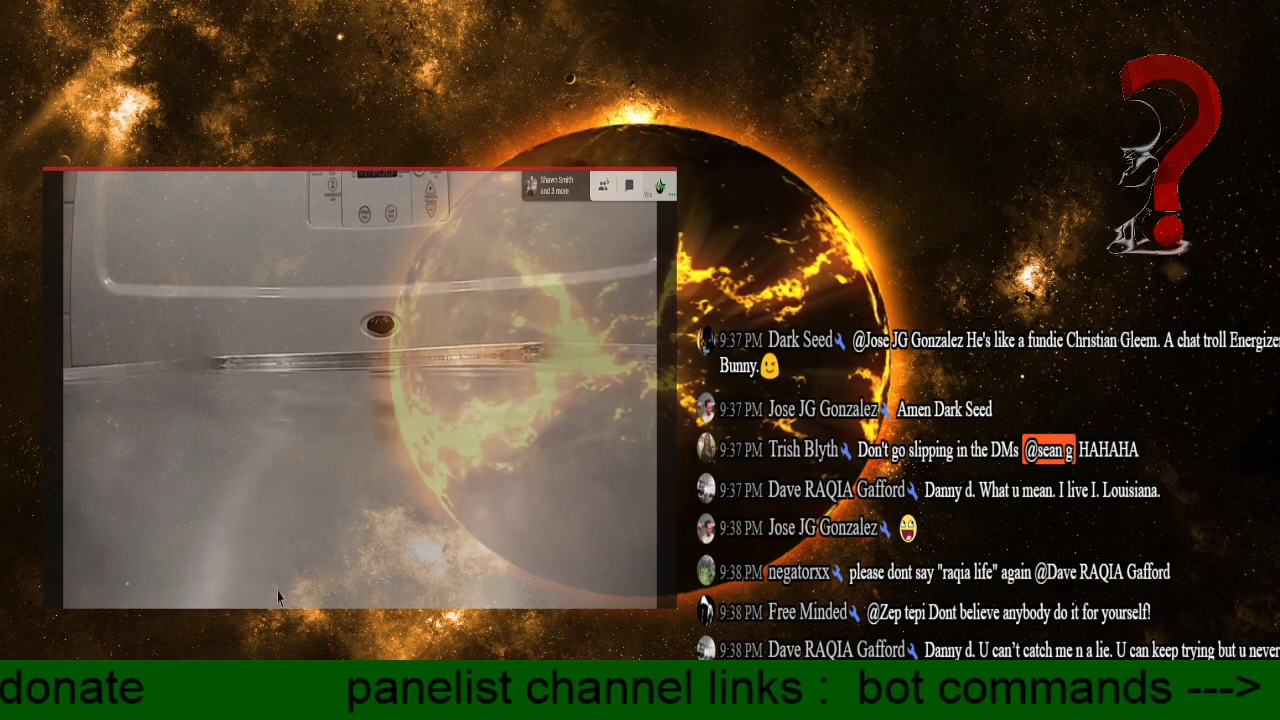 Shawn Smith
and 3 more
You
9:37 PM Dark Seed @Jose JG Gonzalez He's like a fundie Christian Gleem. A chat troll Energize
Bunny.
9:37 PM Jose JG Gonzalez Amen Dark Seed
9:37 PM Trish Blyth Don't go slipping in the DMs @sean g HAHAHA
9:37 PM Dave RAQIA Gafford Danny d. What u mean. I live I. Louisiana.
9:38 PM Jose JG Gonzalez
9:38 PM negatorxx please dont say "raqia life" again @Dave RAQIA Gafford
9:38 PM Free Minded @Zep tepi Dont believe anybody do it for yourself!
9:38 PM Dave RAQIA Gafford Danny d. U can't catch me n a lie. U can keep trying but u never
donate panelist channel links : bot commands --->